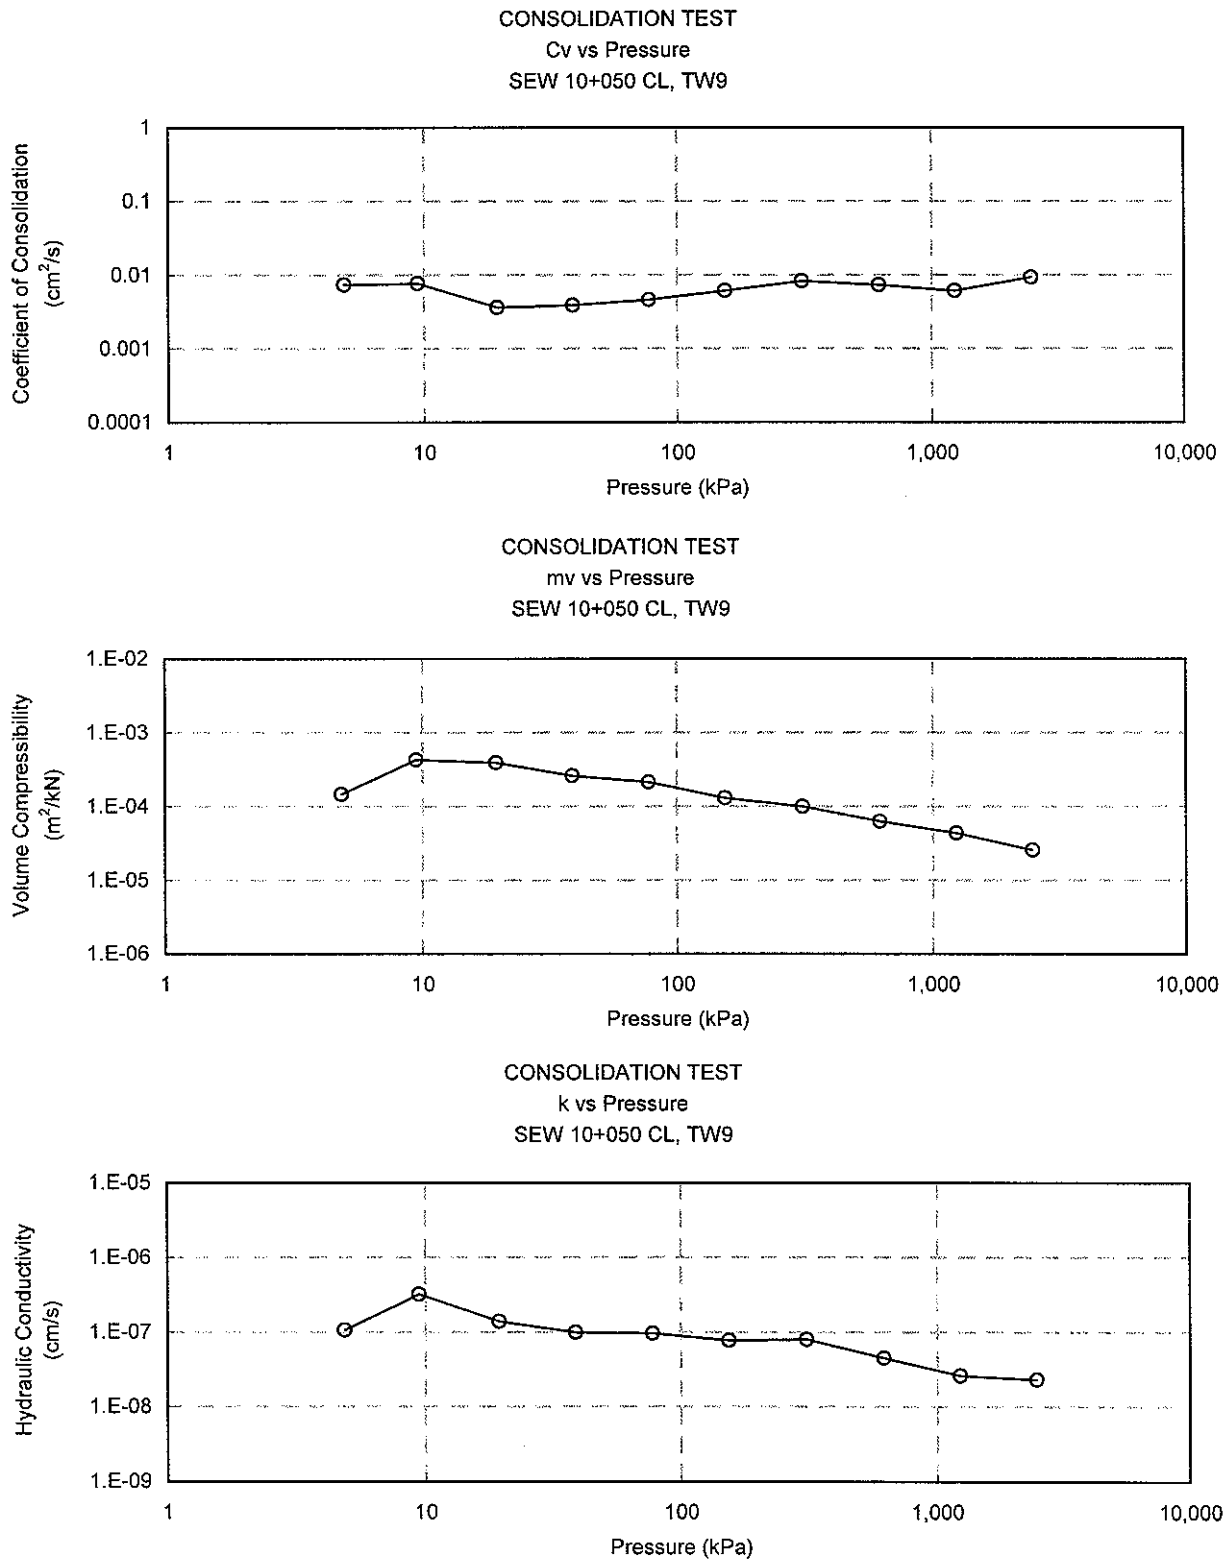 CONSOLIDATION TEST
Cv vs Pressure
SEW 10+050 CL, TW9
Coefficient of Consolidation
(cm²/s)
1
0.1
0.01
0.001
0.0001
1 10 100 1,000 10,000
Pressure (kPa)
CONSOLIDATION TEST
mv vs Pressure
SEW 10+050 CL, TW9
Volume Compressibility
(m²/kN)
1.E-02
1.E-03
1.E-04
1.E-05
1.E-06
1 10 100 1,000 10,000
Pressure (kPa)
CONSOLIDATION TEST
k vs Pressure
SEW 10+050 CL, TW9
Hydraulic Conductivity
(cm/s)
1.E-05
1.E-06
1.E-07
1.E-08
1.E-09
1 10 100 1,000 10,000
Pressure (kPa)